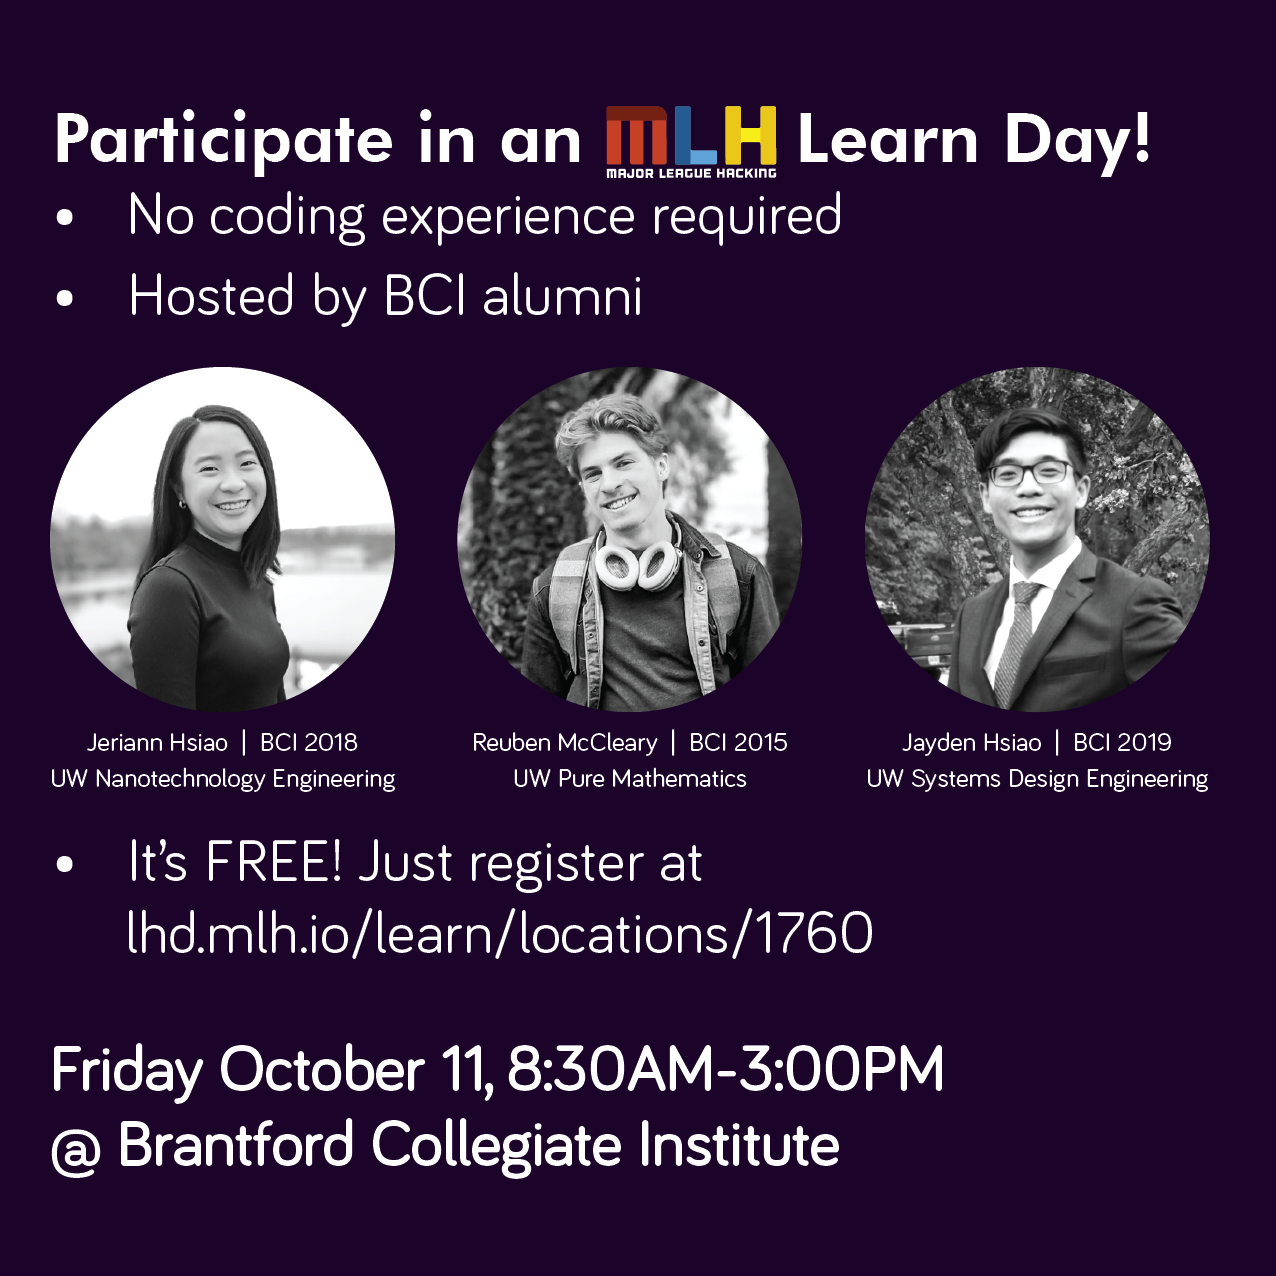 Participate in an MLH Learn Day!
MAJOR LEAGUE HACKING
• No coding experience required
• Hosted by BCI alumni
Jeriann Hsiao | BCI 2018
UW Nanotechnology Engineering
Reuben McCleary | BCI 2015
UW Pure Mathematics
Jayden Hsiao | BCI 2019
UW Systems Design Engineering
• It’s FREE! Just register at
lhd.mlh.io/learn/locations/1760
Friday October 11, 8:30AM-3:00PM
@ Brantford Collegiate Institute